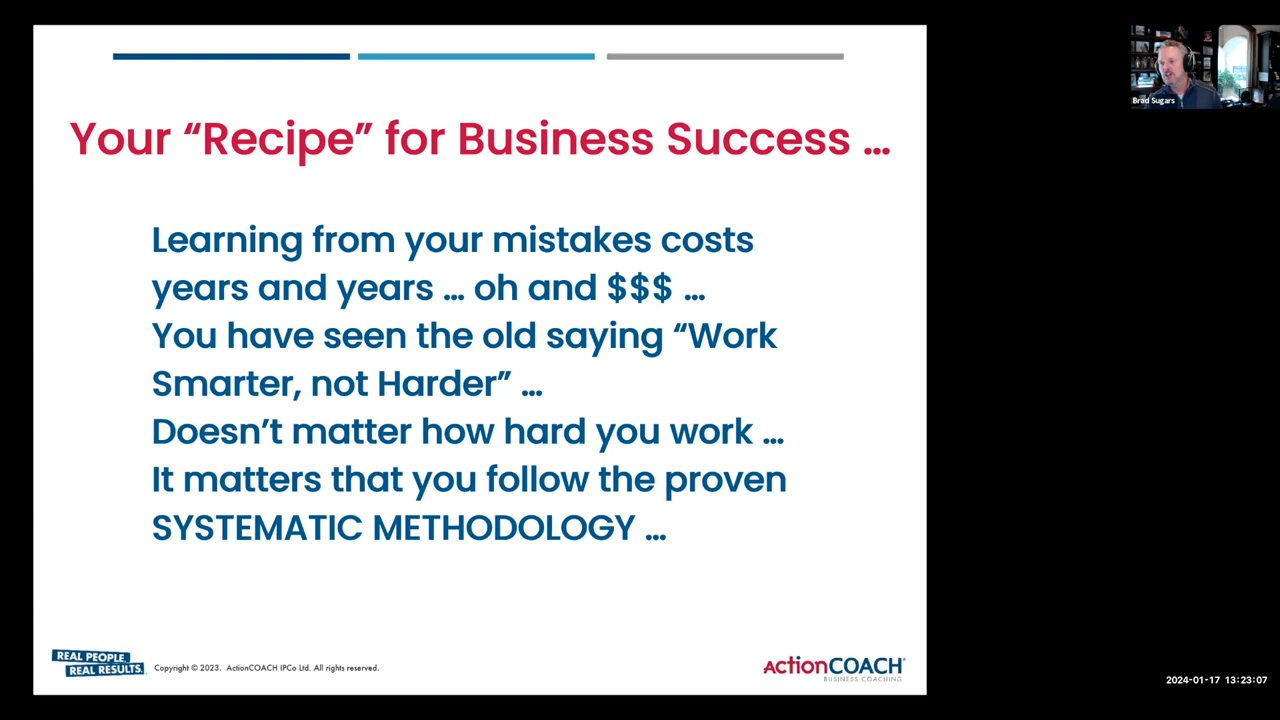 Your “Recipe” for Business Success ...
Learning from your mistakes costs
years and years ... oh and $$$ ...
You have seen the old saying “Work
Smarter, not Harder” ...
Doesn’t matter how hard you work ...
It matters that you follow the proven
SYSTEMATIC METHODOLOGY ...
REAL PEOPLE
REAL RESULTS.
Copyright © 2023. ActionCOACH IPCo Ltd. All rights reserved.
actionCOACH®
BUSINESS COACHING
Brad Sugars
2024-01-17 13:23:07